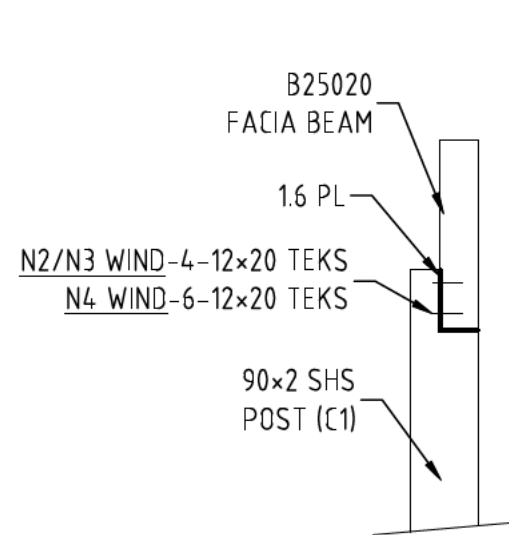 B25020
FACIA BEAM
1.6 PL
N2/N3 WIND-4-12×20 TEKS
N4 WIND-6-12×20 TEKS
90×2 SHS
POST (C1)